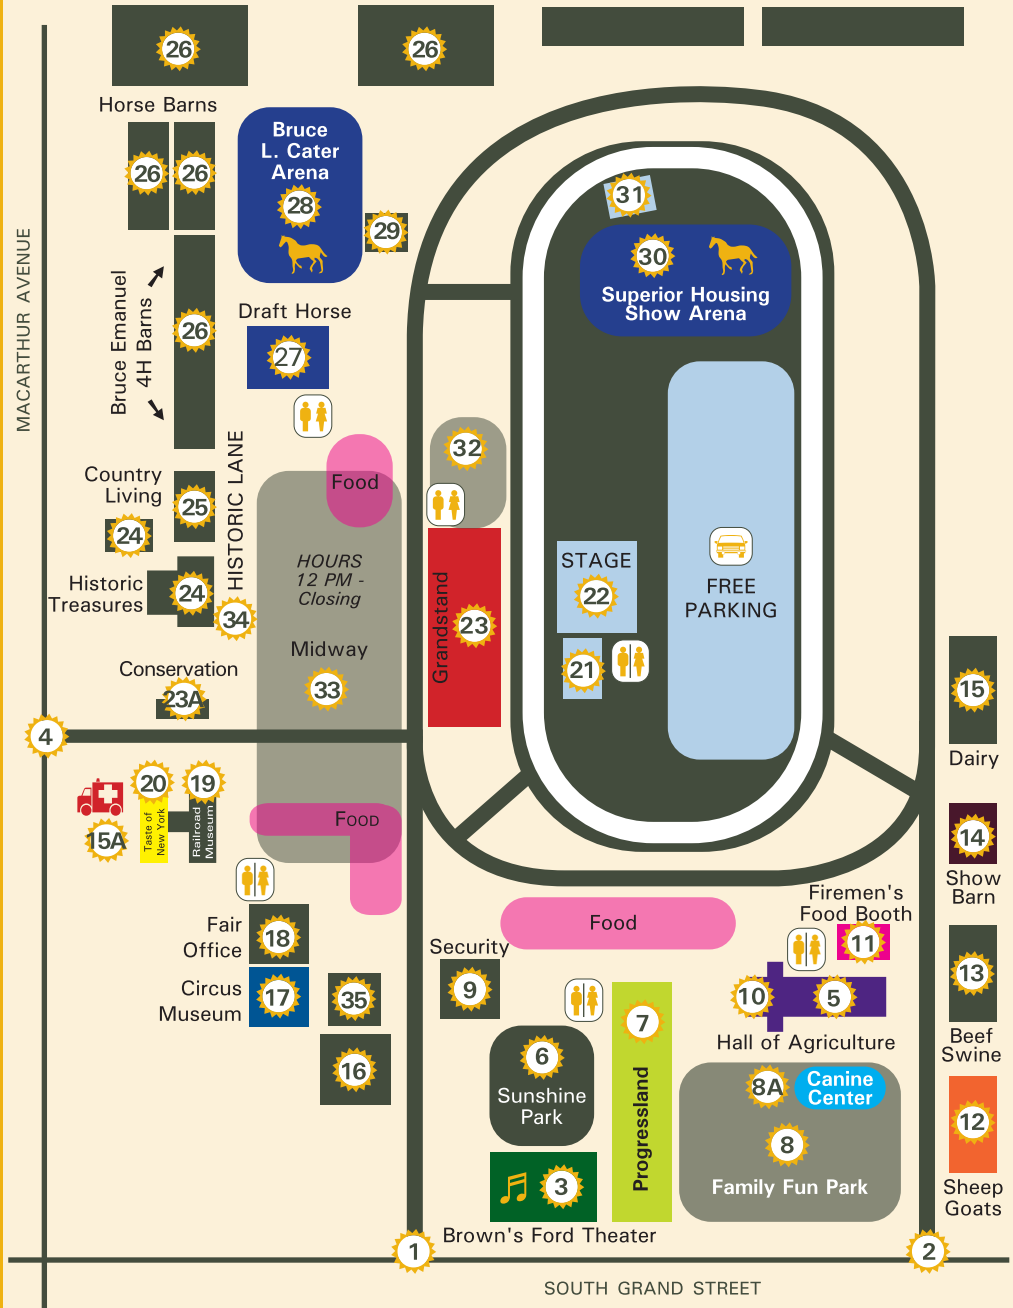 26
26
Horse Barns
26
26
Bruce
L. Cater
Arena
28
29
31
30
Superior Housing
Show Arena
MACARTHUR AVENUE
Bruce Emanuel
4H Barns
26
Draft Horse
27
HISTORIC LANE
Food
32
Country
Living
25
24
Historic
Treasures
24
34
HOURS
12 PM -
Closing
Midway
33
Grandstand
23
STAGE
22
21
FREE
PARKING
Conservation
23A
4
15
Dairy
20
19
15A
Taste of
New York
Railroad
Museum
FOOD
14
Show
Barn
Firemen's
Food Booth
11
Food
Fair
Office
18
Security
9
Circus
Museum
17
35
16
10
5
Hall of Agriculture
13
Beef
Swine
7
Progressland
6
Sunshine
Park
8A
Canine
Center
8
Family Fun Park
12
Sheep
Goats
3
Brown's Ford Theater
1
2
SOUTH GRAND STREET